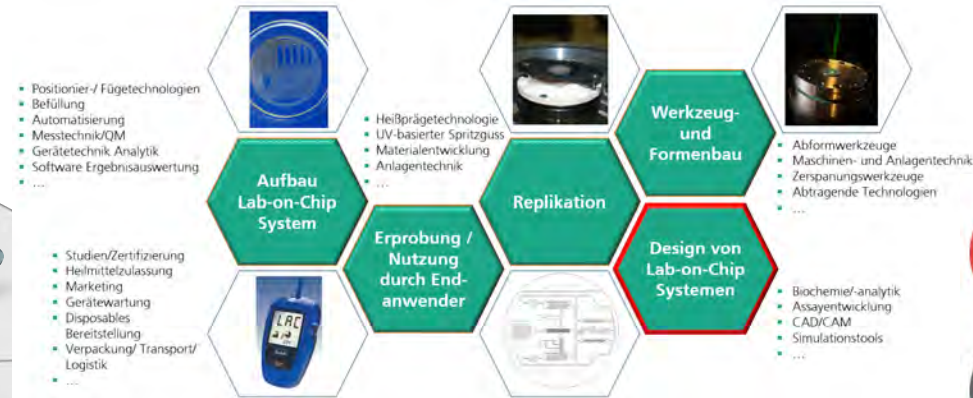 Positionier-/ Fügetechnologien
Befüllung
Automatisierung
Messtechnik/QM
Gerätetechnik Analytik
Software Ergebnisauswertung
…
Aufbau
Lab-on-Chip
System
Heißprägetechnologie
UV-basierter Spritzguss
Materialentwicklung
Anlagentechnik
…
Replikation
Werkzeug-
und
Formenbau
Abformwerkzeuge
Maschinen- und Anlagentechnik
Zerspanungswerkzeuge
Abtragende Technologien
…
Studien/Zertifizierung
Heilmittelzulassung
Marketing
Gerätewartung
Disposables
Bereitstellung
Verpackung/ Transport/
Logistik
…
LAC
Erprobung /
Nutzung
durch End-
anwender
Design von
Lab-on-Chip
Systemen
Biochemie/-analytik
Assayentwicklung
CAD/CAM
Simulationstools
…